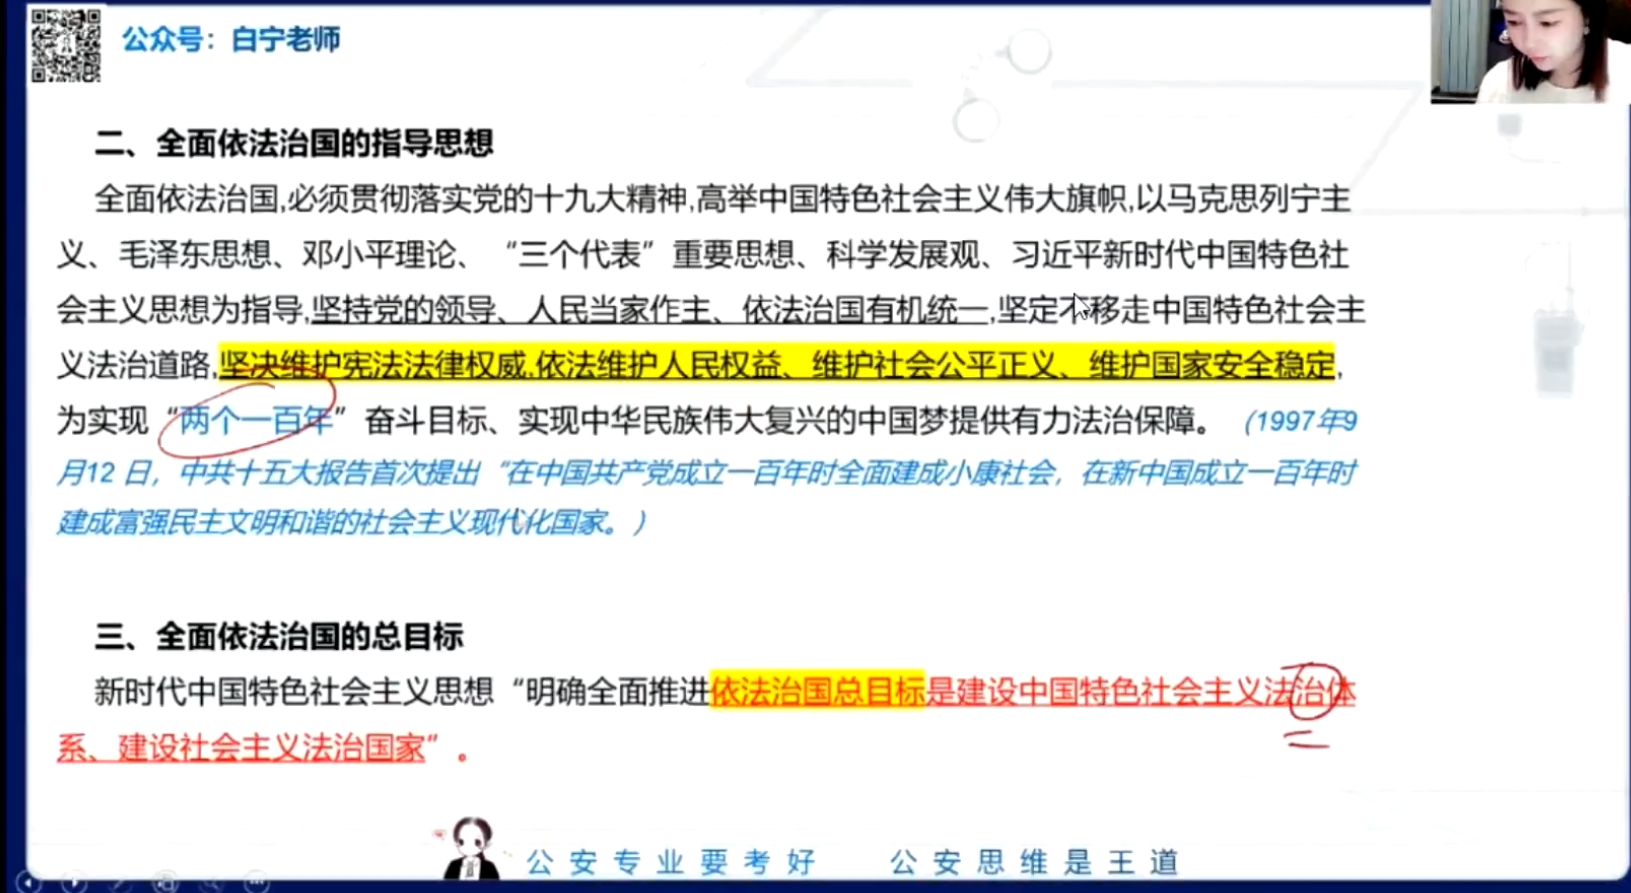 公众号：白宁老师
二、全面依法治国的指导思想
全面依法治国,必须贯彻落实党的十九大精神,高举中国特色社会主义伟大旗帜,以马克思列宁主
义、毛泽东思想、邓小平理论、“三个代表”重要思想、科学发展观、习近平新时代中国特色社
会主义思想为指导,坚持党的领导、人民当家作主、依法治国有机统一,坚定不移走中国特色社会主
义法治道路,坚决维护宪法法律权威,依法维护人民权益、维护社会公平正义、维护国家安全稳定,
为实现“两个一百年”奋斗目标、实现中华民族伟大复兴的中国梦提供有力法治保障。（1997年9
月12 日，中共十五大报告首次提出“在中国共产党成立一百年时全面建成小康社会，在新中国成立一百年时
建成富强民主文明和谐的社会主义现代化国家。）
三、全面依法治国的总目标
新时代中国特色社会主义思想“明确全面推进依法治国总目标是建设中国特色社会主义法治体
系、建设社会主义法治国家”。
公安专业要考好 公安思维是王道